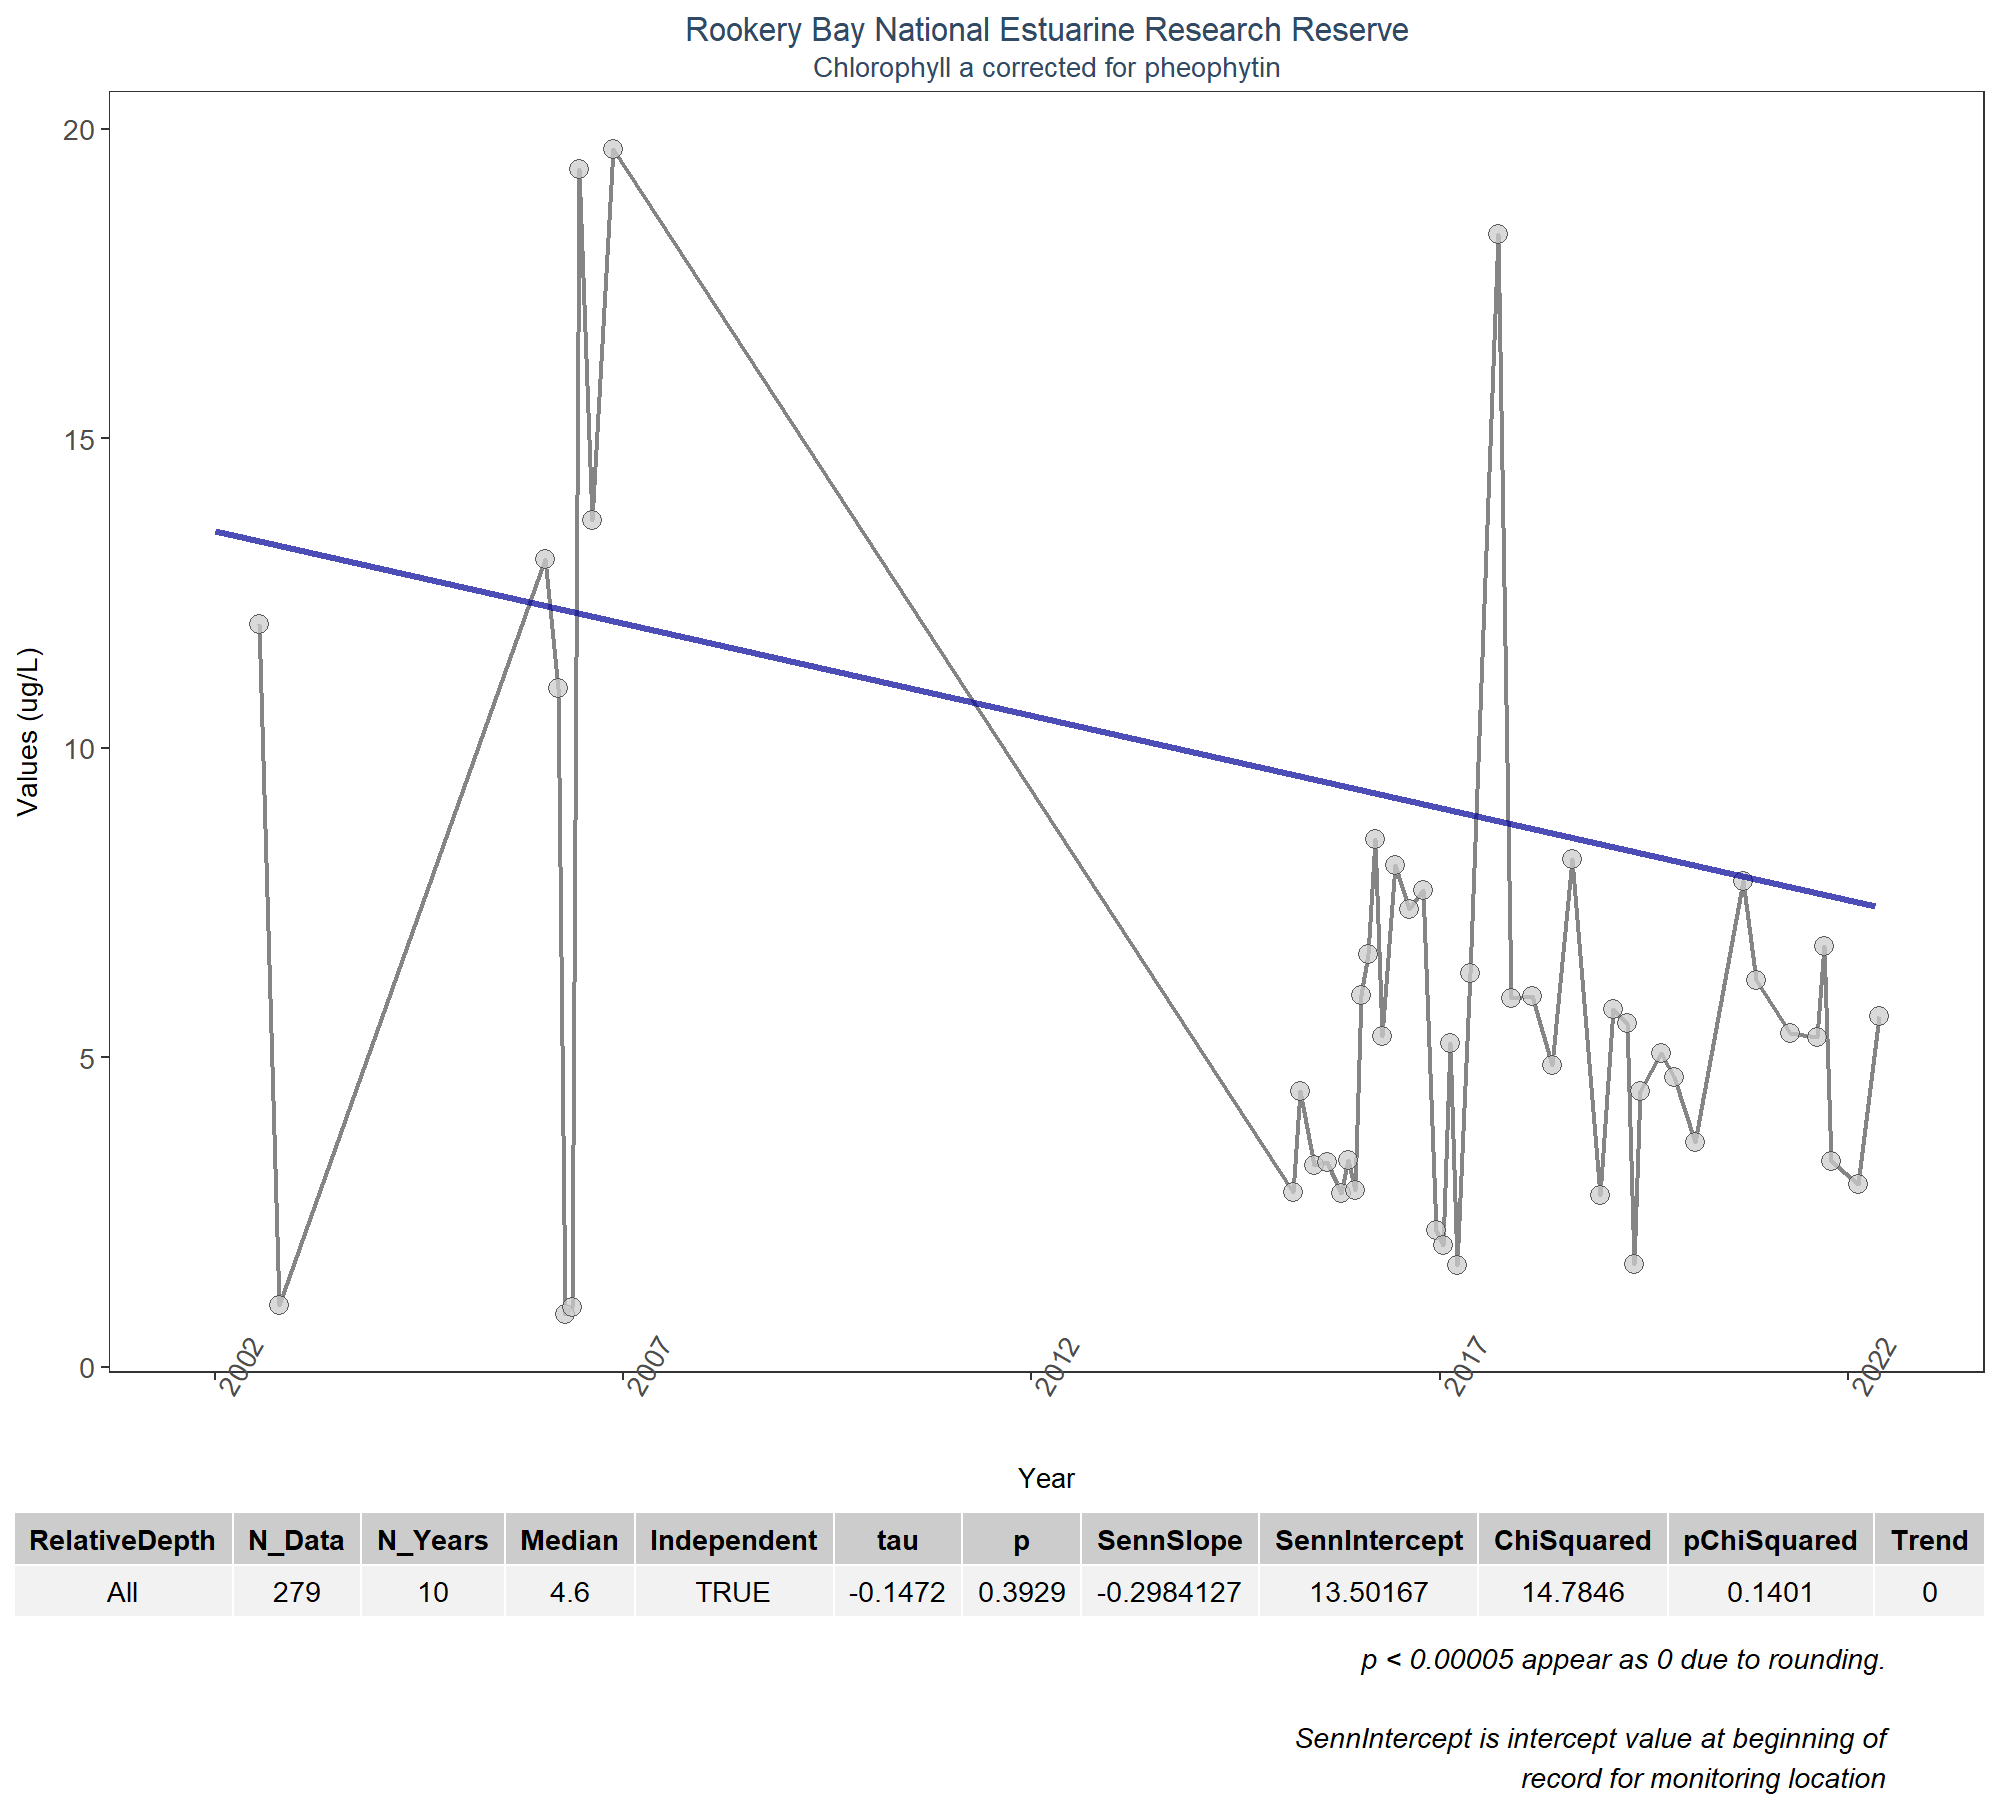 Rookery Bay National Estuarine Research Reserve
Chlorophyll a corrected for pheophytin
20
15
10
5
0
Values (ug/L)
2002 2007 2012 2017 2022
Year
RelativeDepth N_Data N_Years Median Independent tau p SennSlope SennIntercept ChiSquared pChiSquared Trend
All 279 10 4.6 TRUE -0.1472 0.3929 -0.2984127 13.50167 14.7846 0.1401 0
p < 0.00005 appear as 0 due to rounding.
SennIntercept is intercept value at beginning of
record for monitoring location